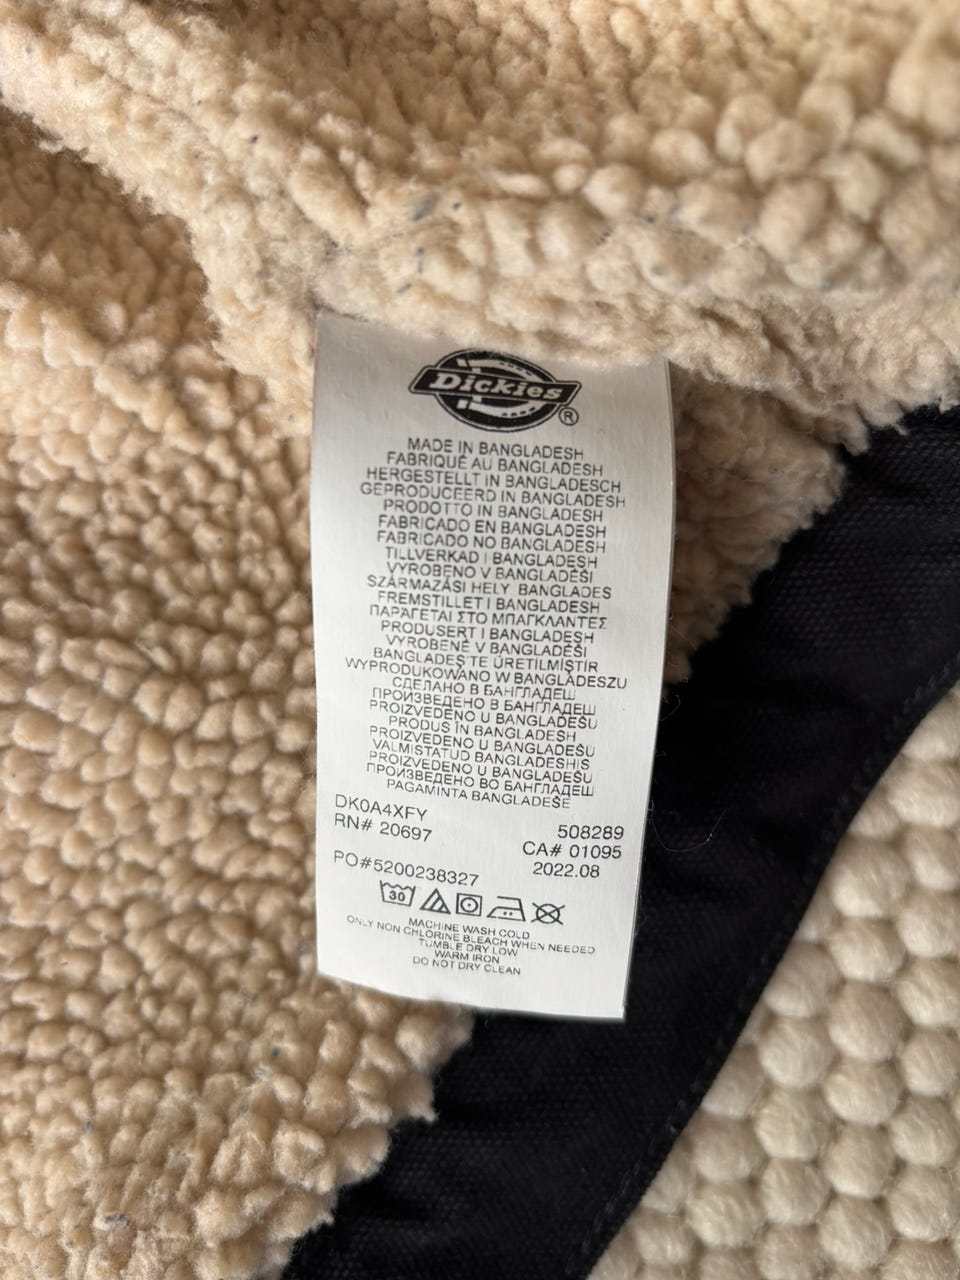 Dickies®
MADE IN BANGLADESH
FABRIQUÉ AU BANGLADESH
HERGESTELLT IN BANGLADESCH
GEPRODUCEERD IN BANGLADESH
PRODOTTO IN BANGLADESH
FABRICADO EN BANGLADESH
FABRICADO NO BANGLADESH
TILLVERKAD I BANGLADESH
VYROBENO V BANGLADÉŠI
SZÁRMAZÁSI HELY  BANGLADES
FREMSTILLET I BANGLADESH
ΠΑΡΑΓΕΤΑΙ ΣΤΟ ΜΠΑΓΚΛΑΝΤΕΣ
PRODUSERT I BANGLADESH
VYROBENÉ V BANGLADÉŠI
BANGLADEŞ'TE ÜRETİLMİŞTİR
WYPRODUKOWANO W BANGLADESZU
СДЕЛАНО В БАНГЛАДЕШ
ПРОИЗВЕДЕНО В БАНГЛАДЕШ
PROIZVEDENO U BANGLADEŠU
PRODUS ÎN BANGLADESH
PROIZVEDENO U BANGLADEŠU
VALMISTATUD BANGLADESHIS
PROIZVEDENO U BANGLADEŠU
ПРОИЗВЕДЕНО ВО БАНГЛАДЕШ
PAGAMINTA BANGLADEŠE
DK0A4XFY
508289
RN# 20697
CA# 01095
2022.08
PO#5200238327
30
MACHINE WASH COLD
ONLY NON CHLORINE BLEACH WHEN NEEDED
TUMBLE DRY LOW
WARM IRON
DO NOT DRY CLEAN